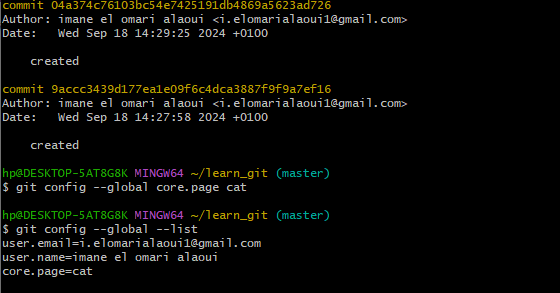 commit 04a374c76103bc54e7425191db4869a5623ad726
Author: imane el omari alaoui <i.elomarialaoui1@gmail.com>
Date:   Wed Sep 18 14:29:25 2024 +0100
created
commit 9accc3439d177ea1e09f6c4dca3887f9f9a7ef16
Author: imane el omari alaoui <i.elomarialaoui1@gmail.com>
Date:   Wed Sep 18 14:27:58 2024 +0100
created
hp@DESKTOP-5AT8G8K MINGW64 ~/learn_git (master)
$ git config --global core.page cat
hp@DESKTOP-5AT8G8K MINGW64 ~/learn_git (master)
$ git config --global --list
user.email=i.elomarialaoui1@gmail.com
user.name=imane el omari alaoui
core.page=cat